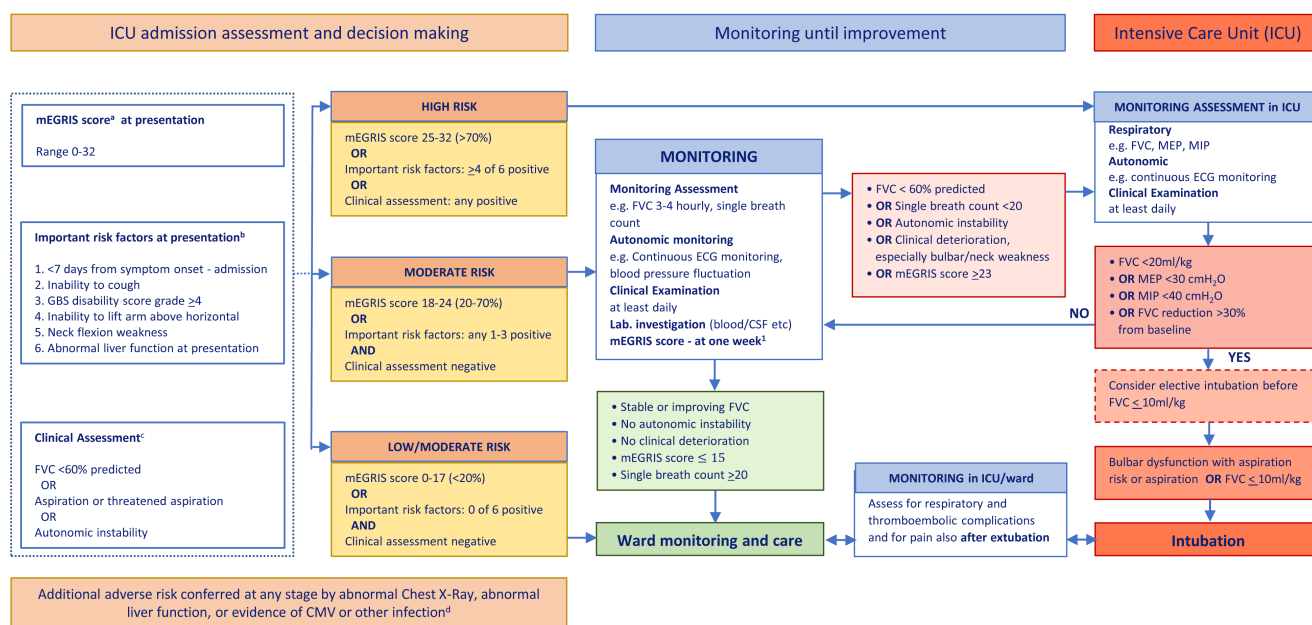 ICU admission assessment and decision making
Monitoring until improvement
Intensive Care Unit (ICU)
mEGRIS scoreᵃ at presentation
Range 0-32
Important risk factors at presentationᵇ
1. <7 days from symptom onset - admission
2. Inability to cough
3. GBS disability score grade ≥4
4. Inability to lift arm above horizontal
5. Neck flexion weakness
6. Abnormal liver function at presentation
Clinical Assessmentᶜ
FVC <60% predicted
OR
Aspiration or threatened aspiration
OR
Autonomic instability
HIGH RISK
mEGRIS score 25-32 (>70%)
OR
Important risk factors: ≥4 of 6 positive
OR
Clinical assessment: any positive
MODERATE RISK
mEGRIS score 18-24 (20-70%)
OR
Important risk factors: any 1-3 positive
AND
Clinical assessment negative
LOW/MODERATE RISK
mEGRIS score 0-17 (<20%)
OR
Important risk factors: 0 of 6 positive
AND
Clinical assessment negative
MONITORING
Monitoring Assessment
e.g. FVC 3-4 hourly, single breath
count
Autonomic monitoring
e.g. Continuous ECG monitoring,
blood pressure fluctuation
Clinical Examination
at least daily
Lab. investigation (blood/CSF etc)
mEGRIS score - at one week¹
• FVC < 60% predicted
• OR Single breath count <20
• OR Autonomic instability
• OR Clinical deterioration,
especially bulbar/neck weakness
• OR mEGRIS score ≥23
MONITORING ASSESSMENT in ICU
Respiratory
e.g. FVC, MEP, MIP
Autonomic
e.g. continuous ECG monitoring
Clinical Examination
at least daily
• FVC <20ml/kg
• OR MEP <30 cmH₂O
• OR MIP <40 cmH₂O
• OR FVC reduction >30%
from baseline
NO
YES
Consider elective intubation before
FVC ≤ 10ml/kg
Bulbar dysfunction with aspiration
risk or aspiration OR FVC ≤10ml/kg
Intubation
• Stable or improving FVC
• No autonomic instability
• No clinical deterioration
• mEGRIS score ≤ 15
• Single breath count ≥20
Ward monitoring and care
MONITORING in ICU/ward
Assess for respiratory and
thromboembolic complications
and for pain also after extubation
Additional adverse risk conferred at any stage by abnormal Chest X-Ray, abnormal
liver function, or evidence of CMV or other infectionᵈ